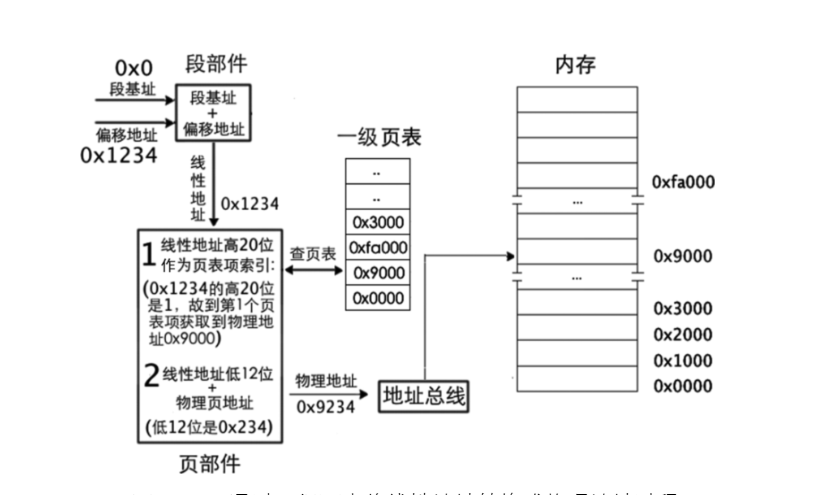 0x0
段基址
偏移地址
0x1234
段部件
段基址
+
偏移地址
线性地址
0x1234
1 线性地址高20位
作为页表项索引:
(0x1234的高20位
是1，故到第1个页
表项获取到物理地
址0x9000)
2 线性地址低12位
+
物理页地址
(低12位是0x234)
页部件
查页表
一级页表
..
..
0x3000
0xfa000
0x9000
0x0000
物理地址
0x9234
地址总线
内存
...
...
0xfa000
0x9000
0x3000
0x2000
0x1000
0x0000